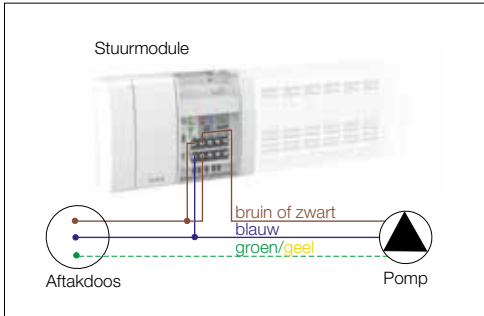 Stuurmodule
bruin of zwart
blauw
groen/geel
Aftakdoos
Pomp